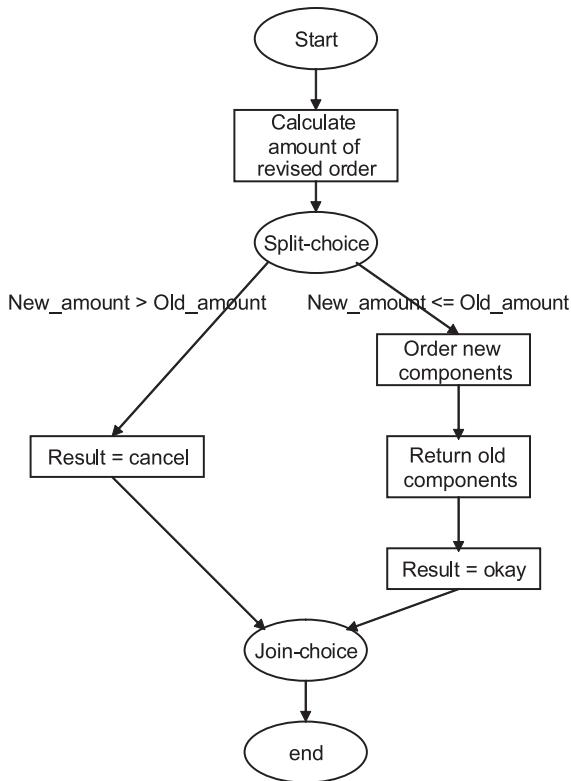 Start
Calculate
amount of
revised order
Split-choice
New_amount > Old_amount
New_amount <= Old_amount
Order new
components
Result = cancel
Return old
components
Result = okay
Join-choice
end